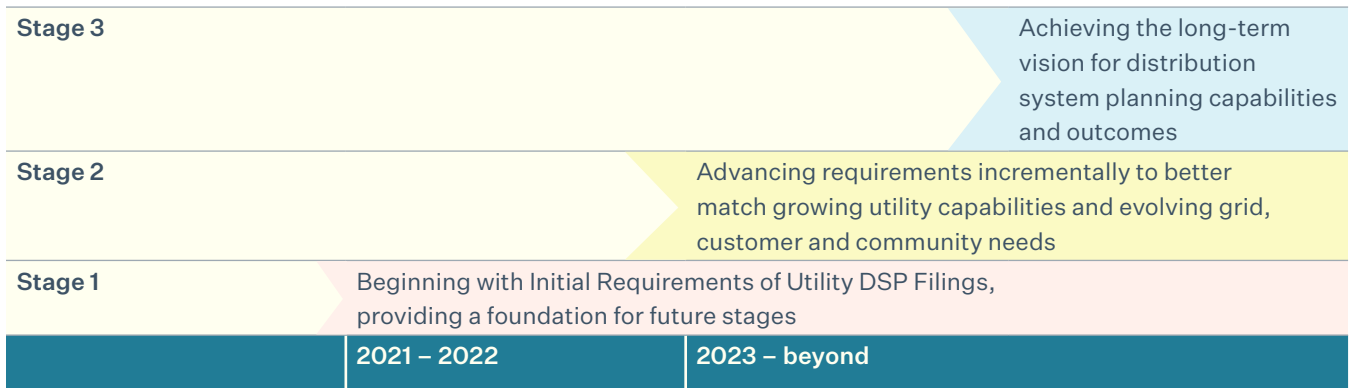 Stage 3
Achieving the long-term
vision for distribution
system planning capabilities
and outcomes
Stage 2
Advancing requirements incrementally to better
match growing utility capabilities and evolving grid,
customer and community needs
Stage 1
Beginning with Initial Requirements of Utility DSP Filings,
providing a foundation for future stages
2021 – 2022
2023 – beyond